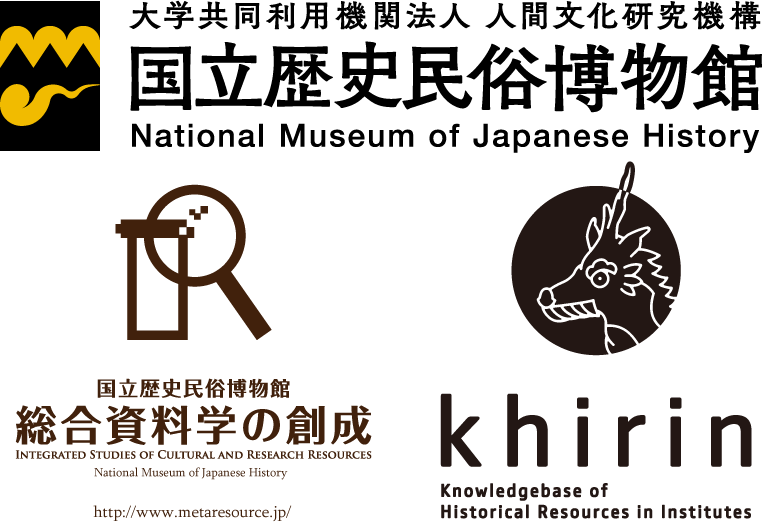 大学共同利用機関法人 人間文化研究機構
国立歴史民俗博物館
National Museum of Japanese History
国立歴史民俗博物館
総合資料学の創成
INTEGRATED STUDIES OF CULTURAL AND RESEARCH RESOURCES
National Museum of Japanese History
http://www.metaresource.jp/
khirin
Knowledgebase of
Historical Resources in Institutes